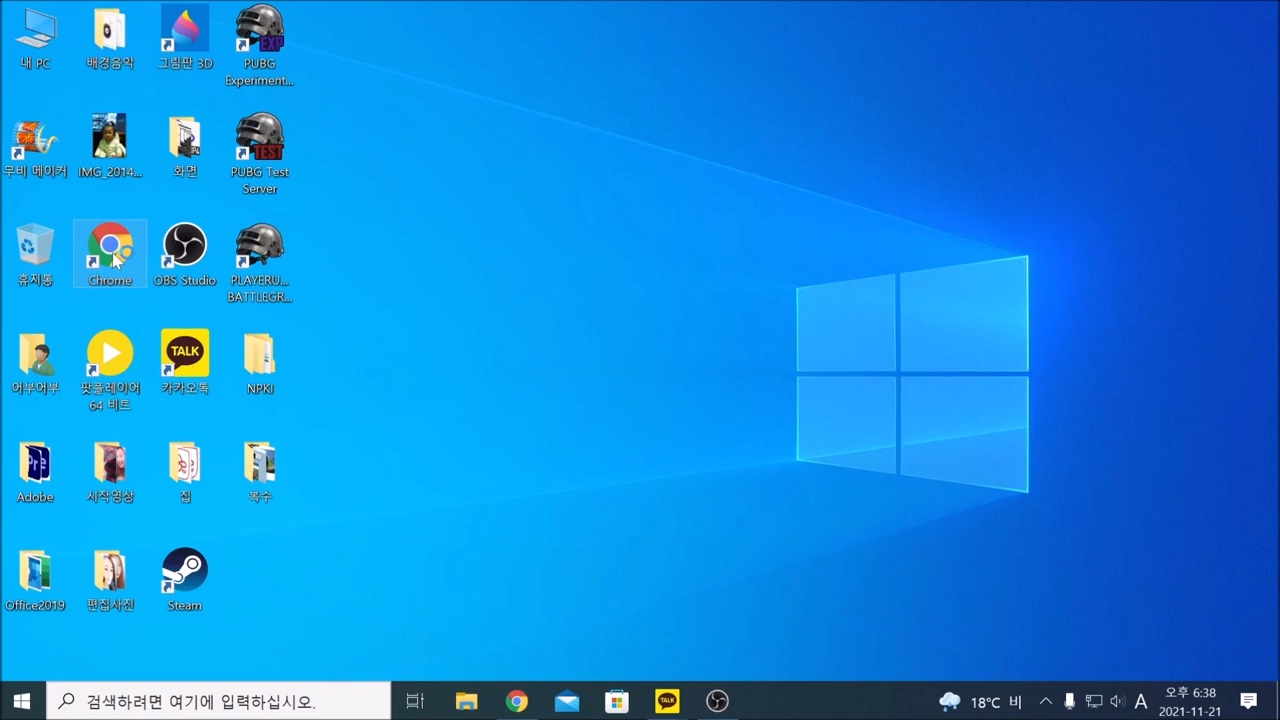 내 PC
배경음악
그림판 3D
EXP
PUBG
Experiment...
무비 메이커
IMG_2014...
화면
TEST
PUBG Test
Server
휴지통
Chrome
OBS Studio
PLAYERU...
BATTLEGR...
어부어부
팟플레이어
64 비트
TALK
카카오톡
NPKI
Pre
Adobe
시작영상
집
복수
Office2019
편집사진
Steam
검색하려면 여기에 입력하십시오.
TALK
18°C 비
A
오후 6:38
2021-11-21